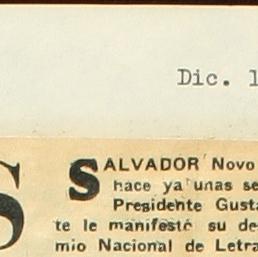 Dic. 1
S
SALVADOR Novo
hace ya unas se
Presidente Gusta
te le manifestó su de
mio Nacional de Letra